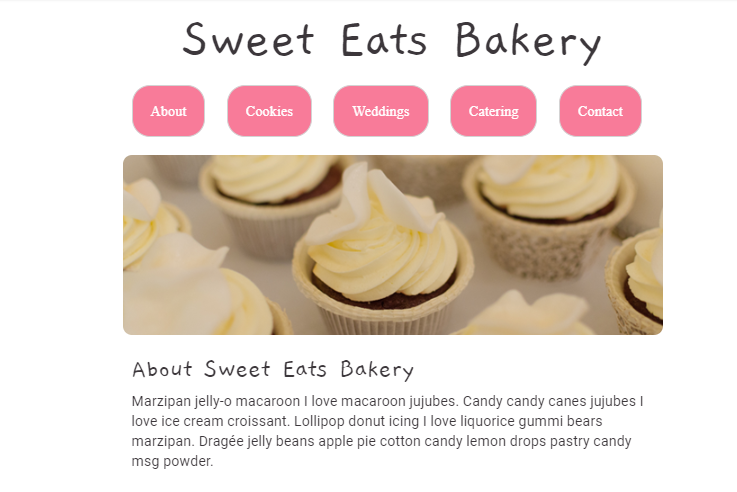 Sweet Eats Bakery
About Cookies Weddings Catering Contact
About Sweet Eats Bakery
Marzipan jelly-o macaroon I love macaroon jujubes. Candy candy canes jujubes I
love ice cream croissant. Lollipop donut icing I love liquorice gummi bears
marzipan. Dragée jelly beans apple pie cotton candy lemon drops pastry candy
msg powder.